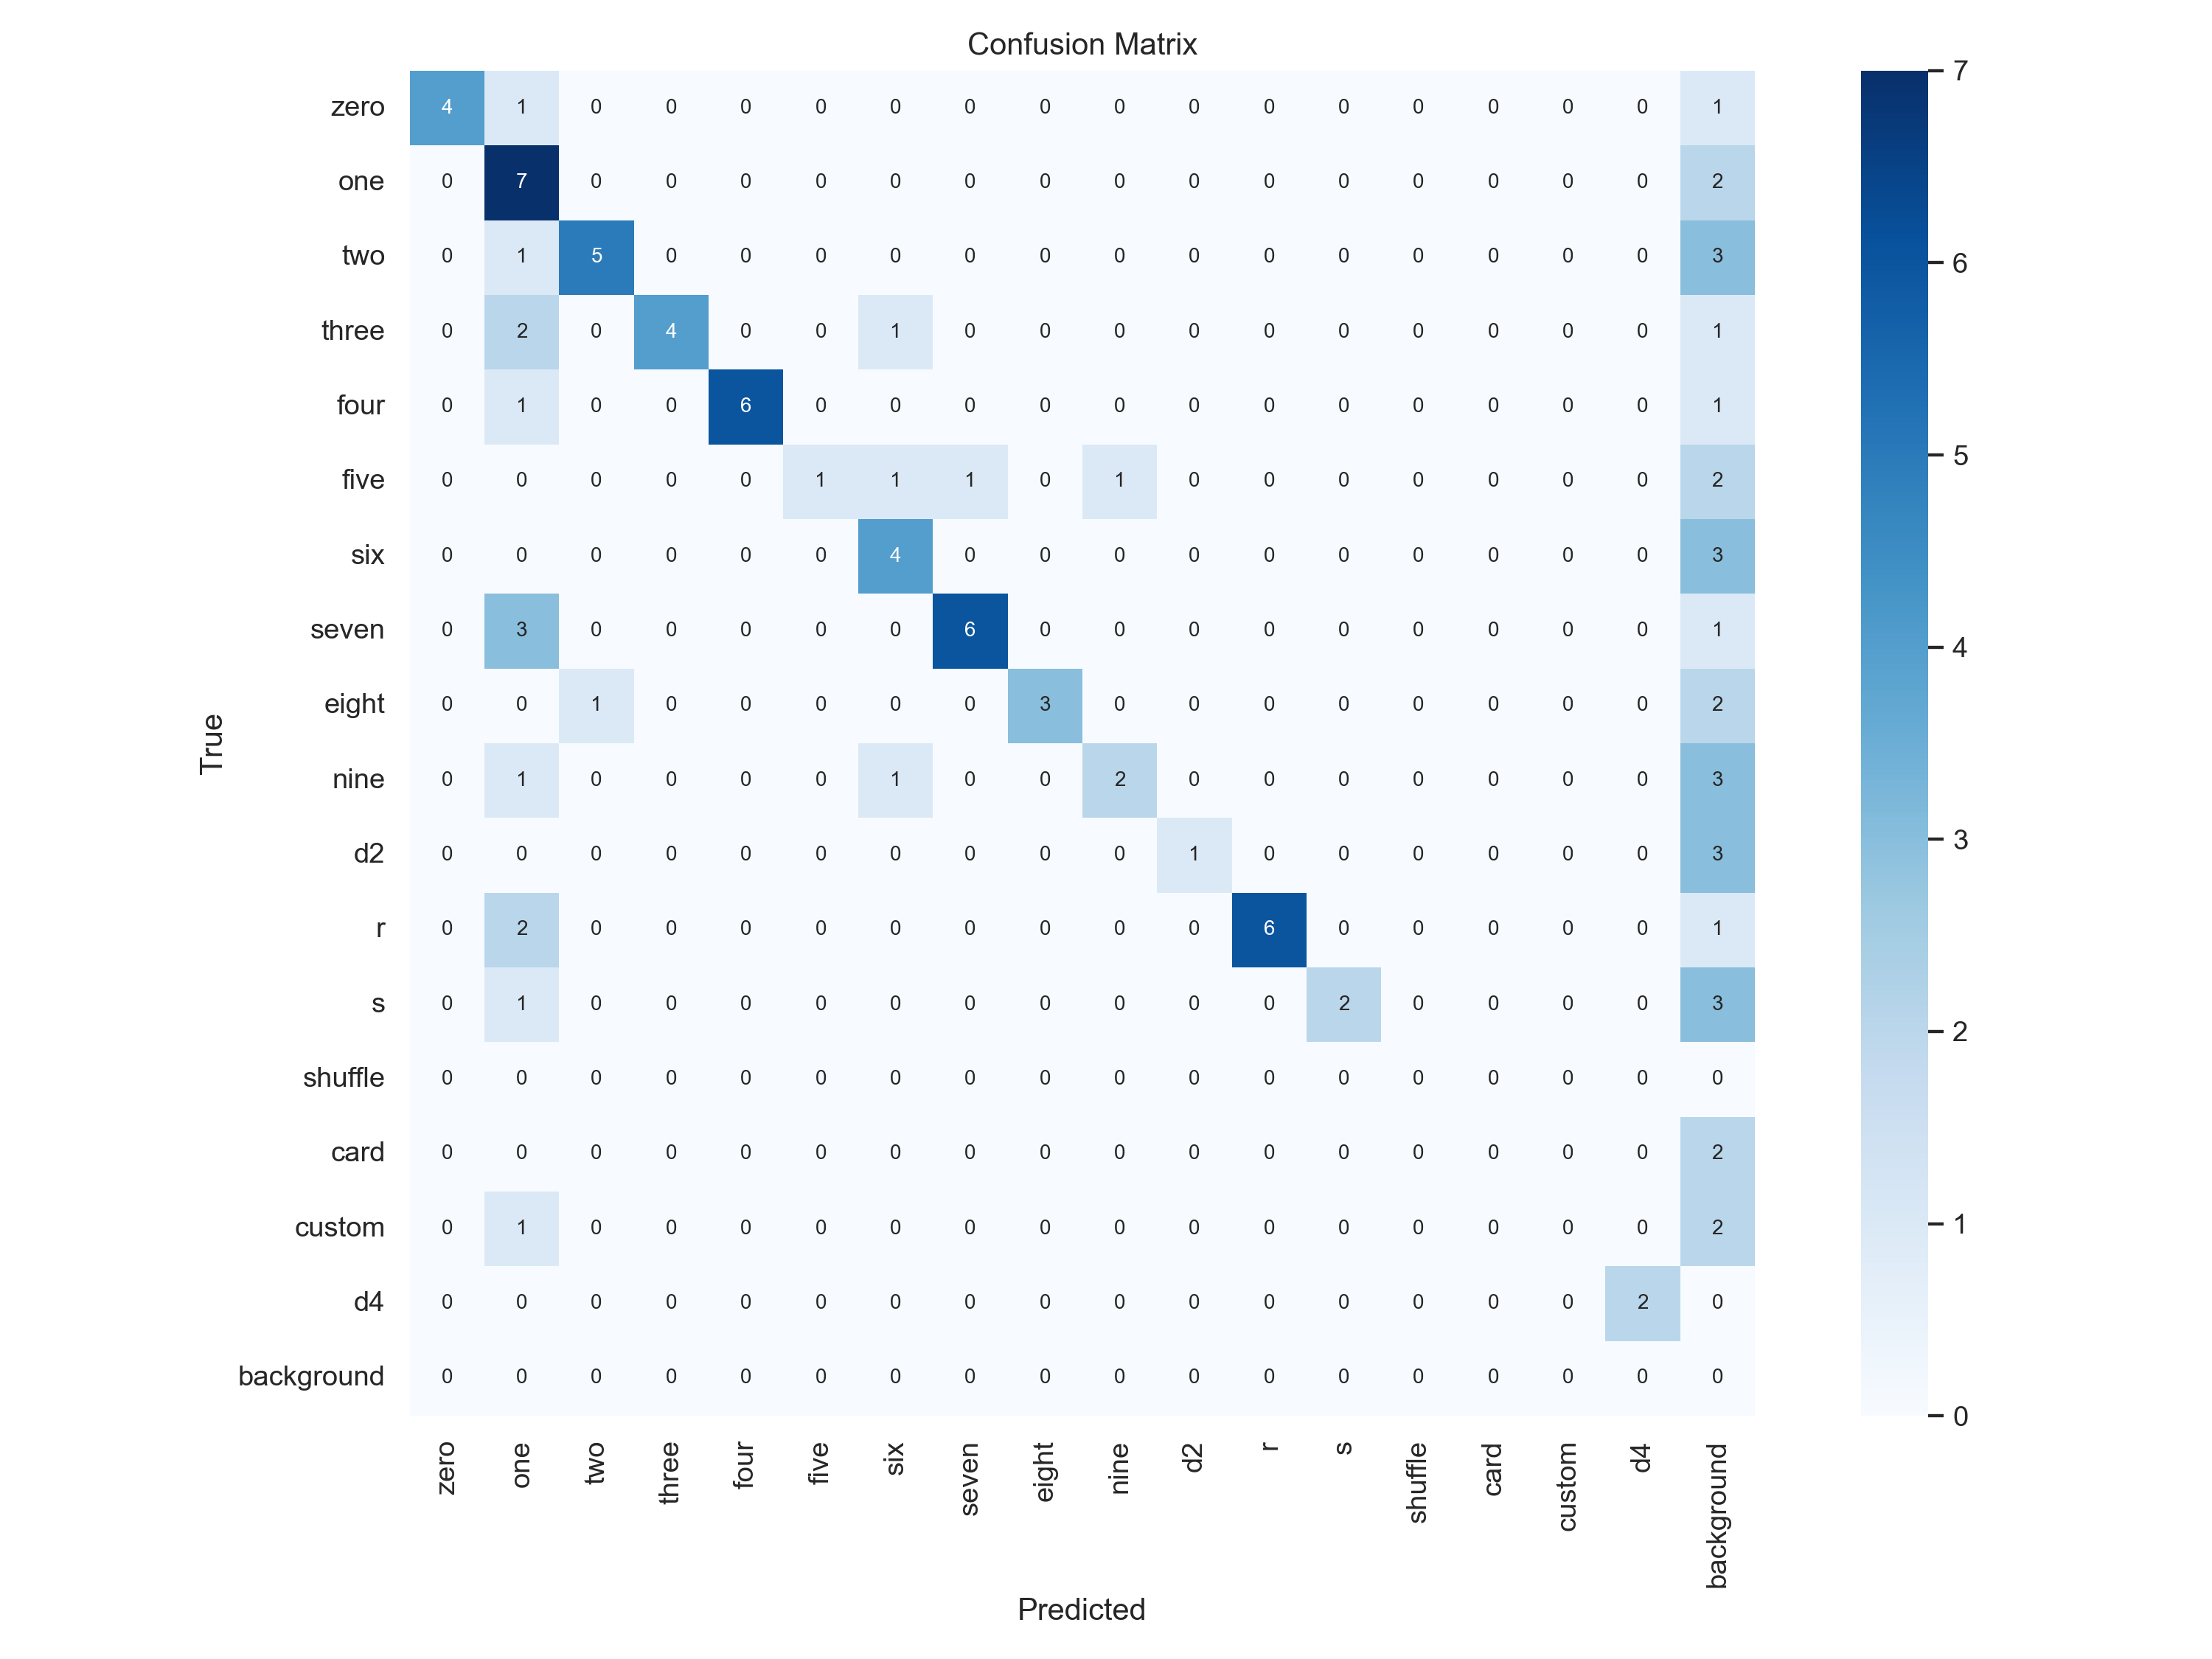 Confusion Matrix
zero 4 1 0 0 0 0 0 0 0 0 0 0 0 0 0 0 0 1
one 0 7 0 0 0 0 0 0 0 0 0 0 0 0 0 0 0 2
two 0 1 5 0 0 0 0 0 0 0 0 0 0 0 0 0 0 3
three 0 2 0 4 0 0 1 0 0 0 0 0 0 0 0 0 0 1
four 0 1 0 0 6 0 0 0 0 0 0 0 0 0 0 0 0 1
five 0 0 0 0 0 1 1 1 0 1 0 0 0 0 0 0 0 2
six 0 0 0 0 0 0 4 0 0 0 0 0 0 0 0 0 0 3
seven 0 3 0 0 0 0 0 6 0 0 0 0 0 0 0 0 0 1
eight 0 0 1 0 0 0 0 0 3 0 0 0 0 0 0 0 0 2
nine 0 1 0 0 0 0 1 0 0 2 0 0 0 0 0 0 0 3
d2 0 0 0 0 0 0 0 0 0 0 1 0 0 0 0 0 0 3
r 0 2 0 0 0 0 0 0 0 0 0 6 0 0 0 0 0 1
s 0 1 0 0 0 0 0 0 0 0 0 0 2 0 0 0 0 3
shuffle 0 0 0 0 0 0 0 0 0 0 0 0 0 0 0 0 0 0
card 0 0 0 0 0 0 0 0 0 0 0 0 0 0 0 0 0 2
custom 0 1 0 0 0 0 0 0 0 0 0 0 0 0 0 0 0 2
d4 0 0 0 0 0 0 0 0 0 0 0 0 0 0 0 0 2 0
background 0 0 0 0 0 0 0 0 0 0 0 0 0 0 0 0 0 0
zero one two three four five six seven eight nine d2 r s shuffle card custom d4 background
Predicted
True
7
6
5
4
3
2
1
0